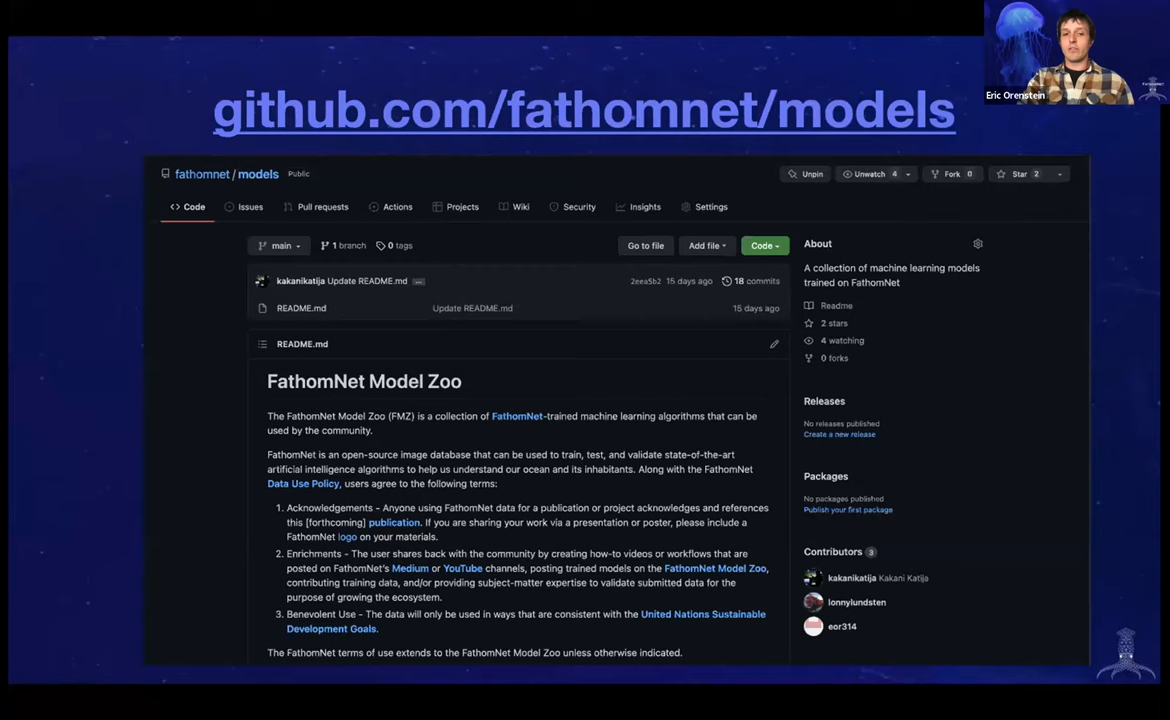 github.com/fathomnet/models
Eric Orenstein
fathomnet / models Public
Unpin
Unwatch 4
Fork 0
Star 2
<> Code
Issues
Pull requests
Actions
Projects
Wiki
Security
Insights
Settings
main
1 branch
0 tags
Go to file
Add file
Code
kakanikatija Update README.md ...
2eea5b2 15 days ago
18 commits
README.md
Update README.md
15 days ago
README.md
FathomNet Model Zoo
The FathomNet Model Zoo (FMZ) is a collection of FathomNet-trained machine learning algorithms that can be
used by the community.
FathomNet is an open-source image database that can be used to train, test, and validate state-of-the-art
artificial intelligence algorithms to help us understand our ocean and its inhabitants. Along with the FathomNet
Data Use Policy, users agree to the following terms:
1. Acknowledgements - Anyone using FathomNet data for a publication or project acknowledges and references
this [forthcoming] publication. If you are sharing your work via a presentation or poster, please include a
FathomNet logo on your materials.
2. Enrichments - The user shares back with the community by creating how-to videos or workflows that are
posted on FathomNet's Medium or YouTube channels, posting trained models on the FathomNet Model Zoo,
contributing training data, and/or providing subject-matter expertise to validate submitted data for the
purpose of growing the ecosystem.
3. Benevolent Use - The data will only be used in ways that are consistent with the United Nations Sustainable
Development Goals.
The FathomNet terms of use extends to the FathomNet Model Zoo unless otherwise indicated.
About
A collection of machine learning models
trained on FathomNet
Readme
2 stars
4 watching
0 forks
Releases
No releases published
Create a new release
Packages
No packages published
Publish your first package
Contributors 3
kakanikatija Kakani Katija
lonnylundsten
eor314